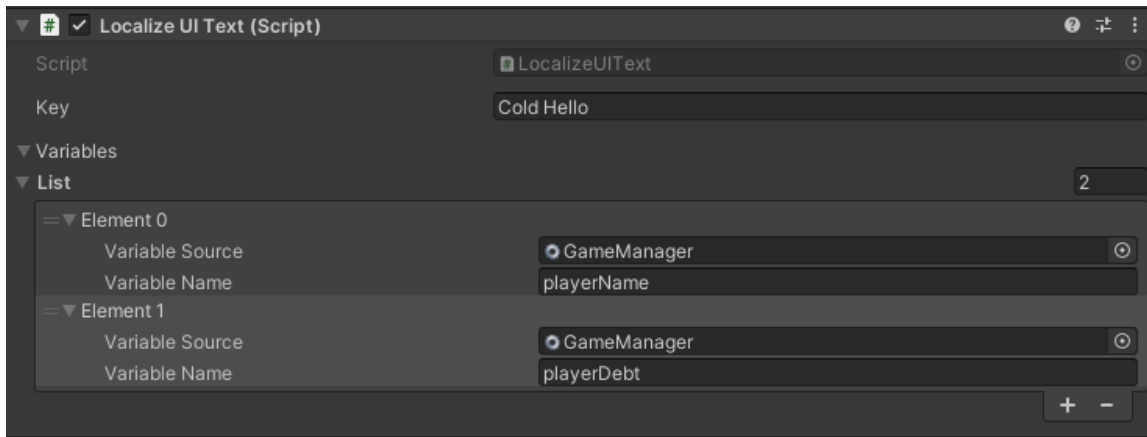 Localize UI Text (Script)
Script LocalizeUIText
Key Cold Hello
Variables
List 2
Element 0
Variable Source GameManager
Variable Name playerName
Element 1
Variable Source GameManager
Variable Name playerDebt